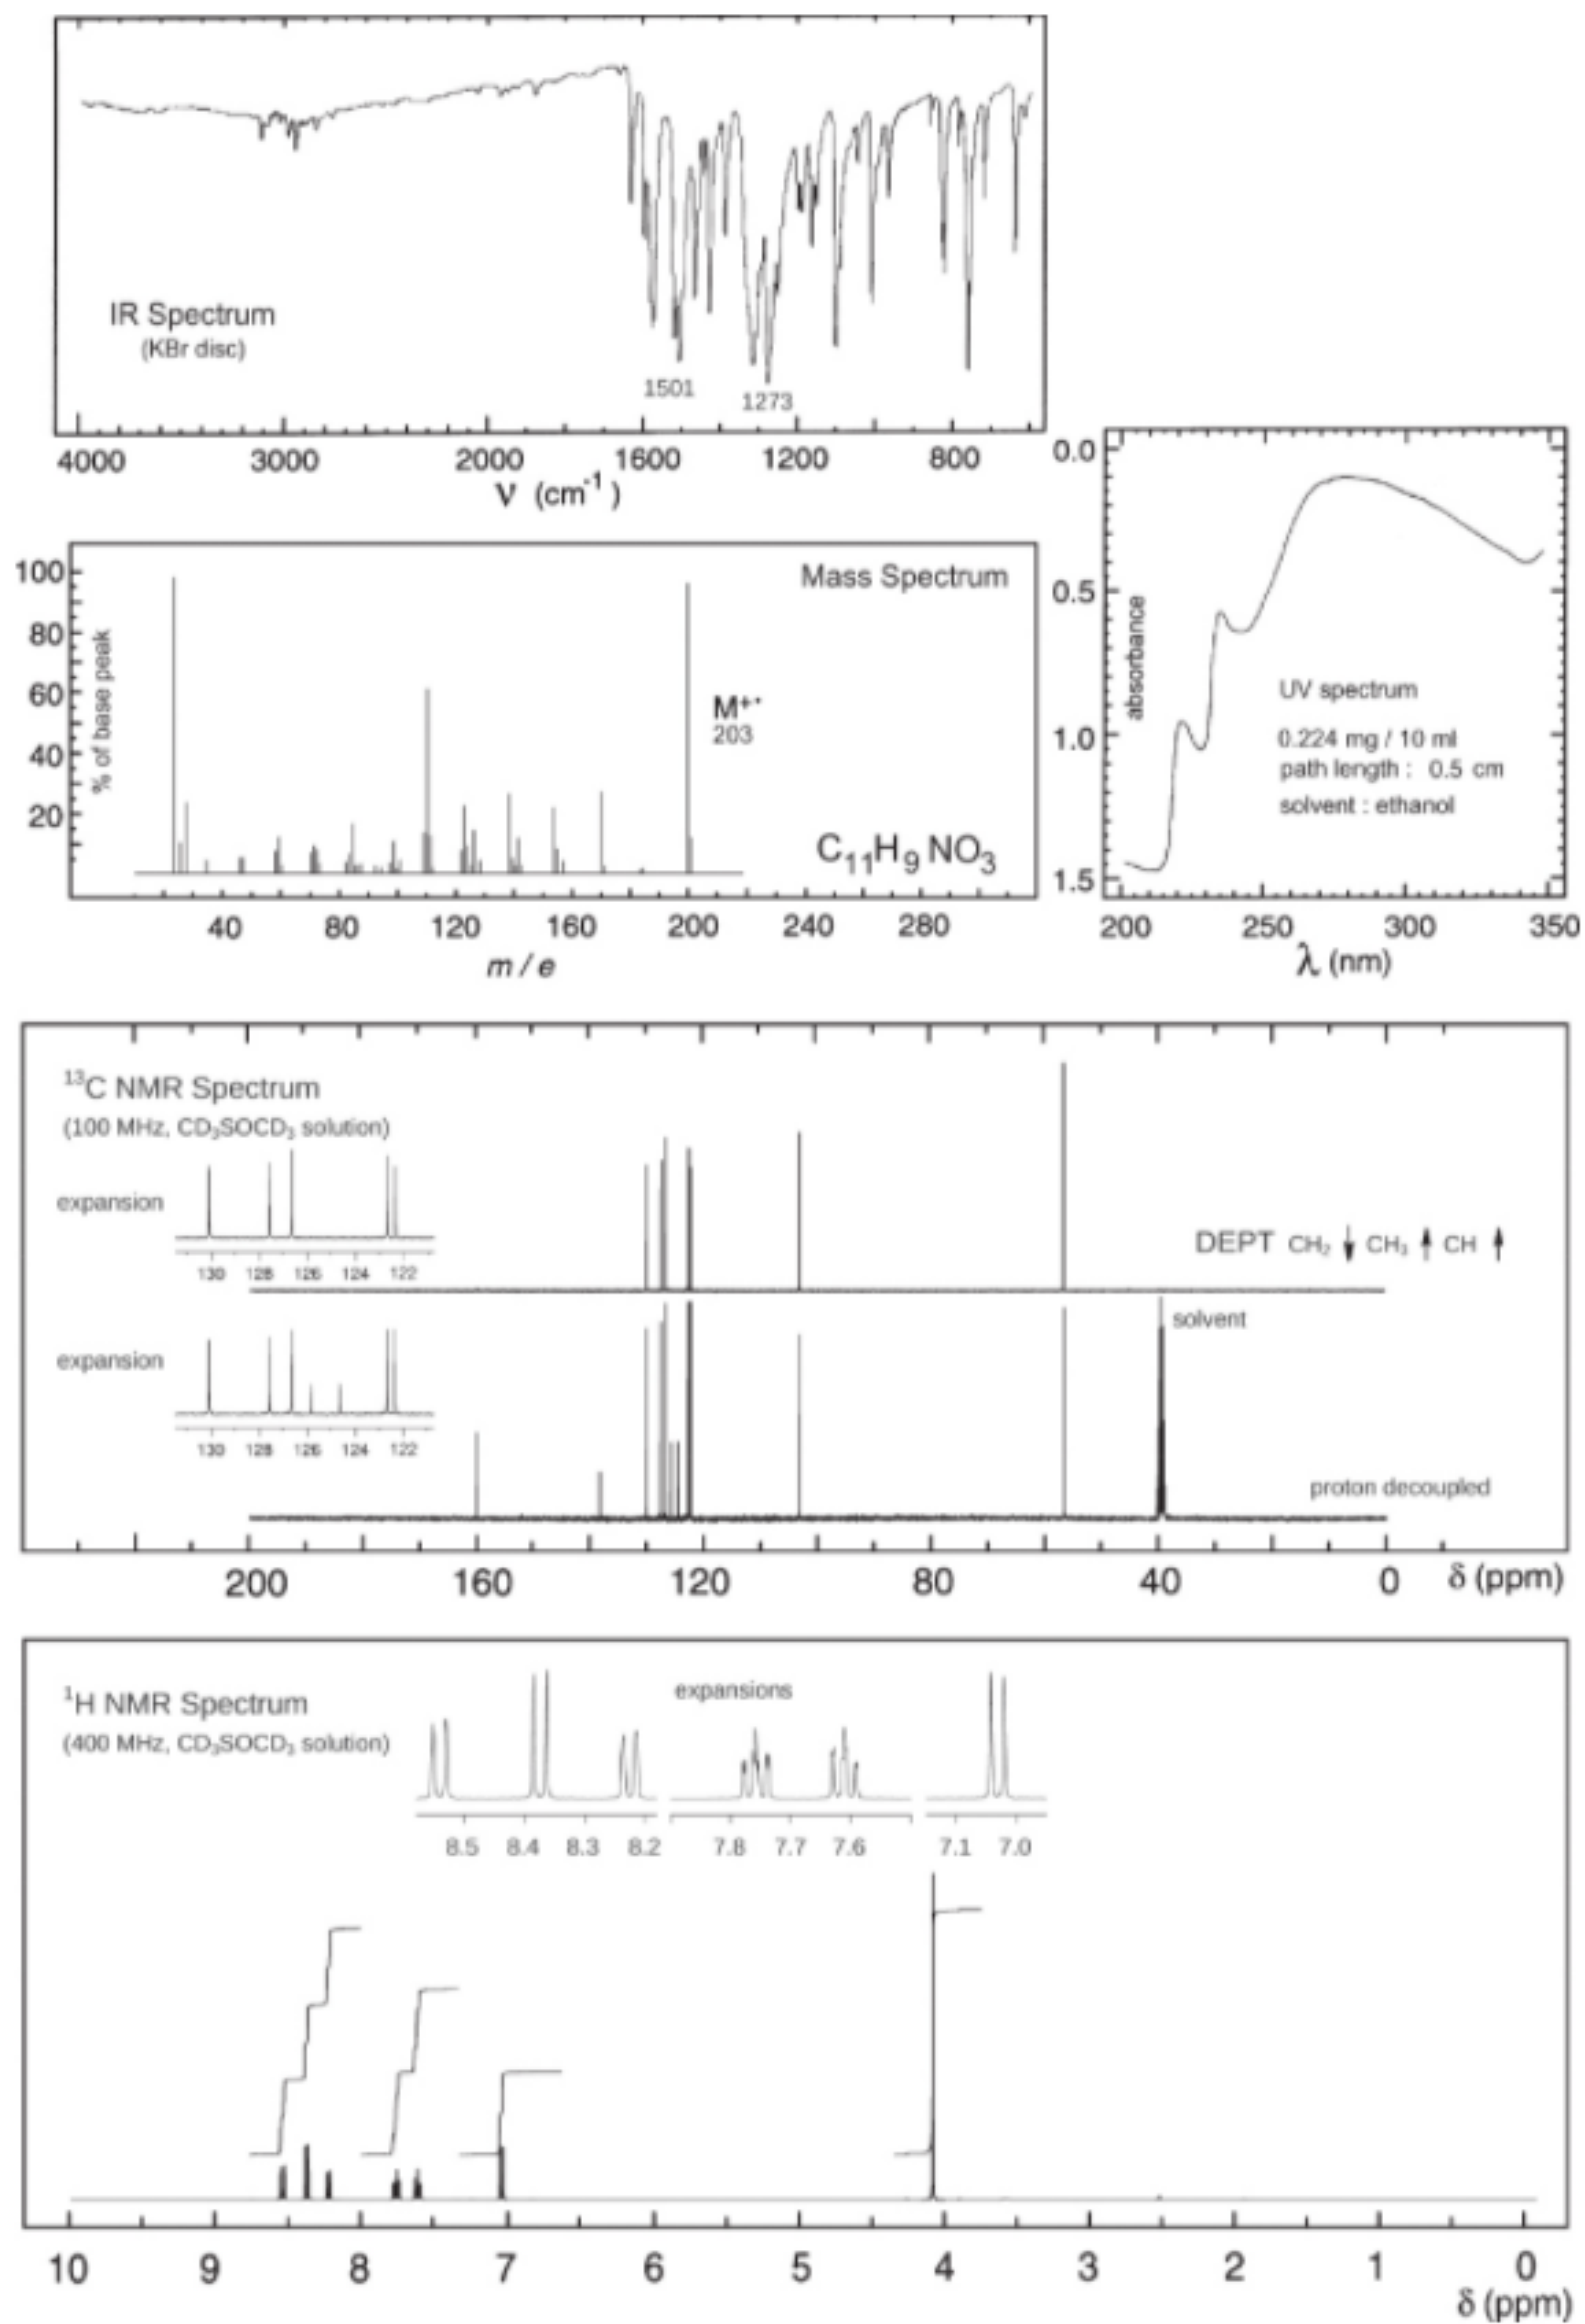 IR Spectrum
(KBr disc)
1501
1273
4000 3000 2000 1600 1200 800
ν (cm-1)
100
80
60
40
20
% of base peak
Mass Spectrum
M+·
203
C11H9NO3
40 80 120 160 200 240 280
m / e
0.0
0.5
1.0
1.5
absorbance
UV spectrum
0.224 mg / 10 ml
path length : 0.5 cm
solvent : ethanol
200 250 300 350
λ (nm)
13C NMR Spectrum
(100 MHz, CD3SOCD3 solution)
expansion
130 128 126 124 122
DEPT CH2 ↓ CH3 ↑ CH ↑
solvent
expansion
130 128 126 124 122
proton decoupled
200 160 120 80 40 0 δ (ppm)
1H NMR Spectrum
(400 MHz, CD3SOCD3 solution)
expansions
8.5 8.4 8.3 8.2 7.8 7.7 7.6 7.1 7.0
10 9 8 7 6 5 4 3 2 1 0
δ (ppm)